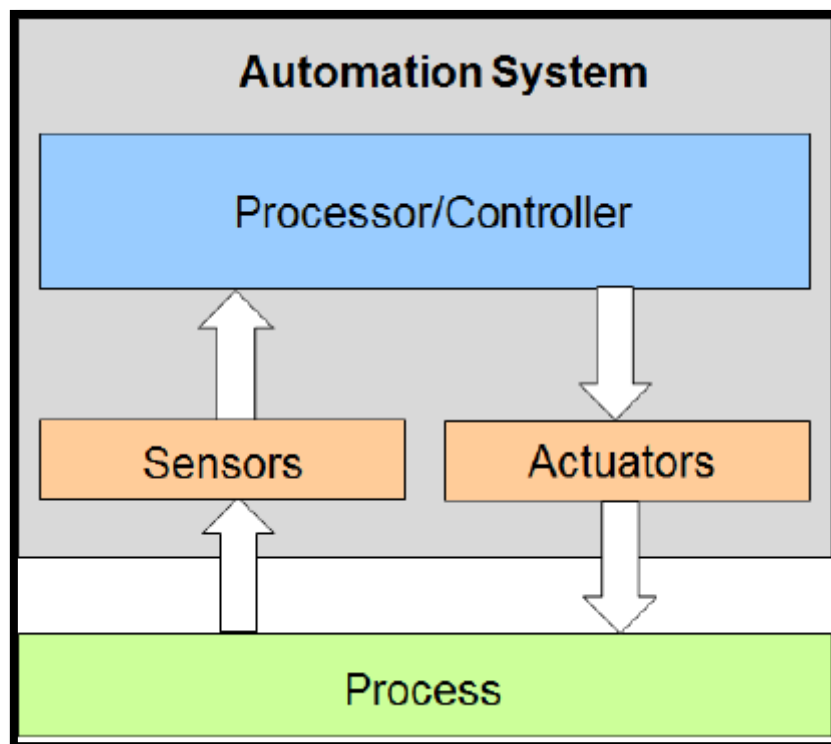 Automation System
Processor/Controller
Sensors
Actuators
Process